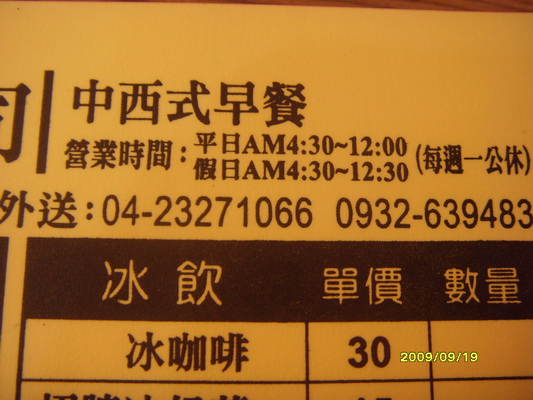 中西式早餐
營業時間：平日AM4:30~12:00
假日AM4:30~12:30 (每週一公休)
外送：04-23271066 0932-639483
冰飲 單價 數量
冰咖啡 30
2009/09/19